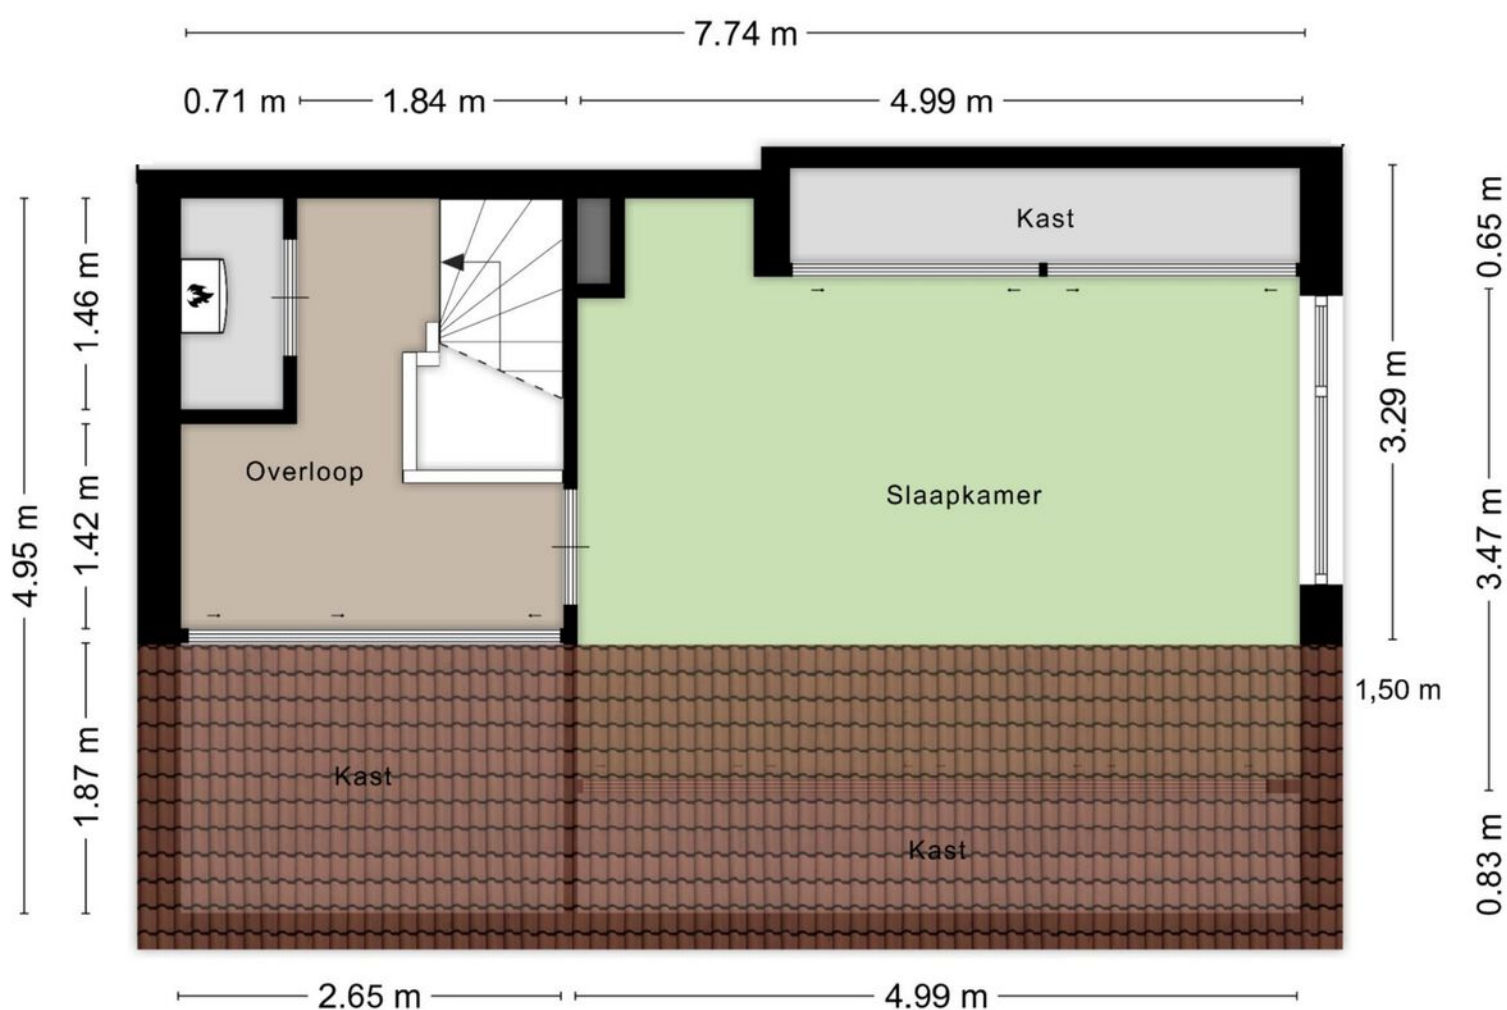 7.74 m
0.71 m
1.84 m
4.99 m
Kast
0.65 m
1.46 m
3.29 m
Overloop
Slaapkamer
4.95 m
1.42 m
3.47 m
1,50 m
1.87 m
Kast
Kast
0.83 m
2.65 m
4.99 m